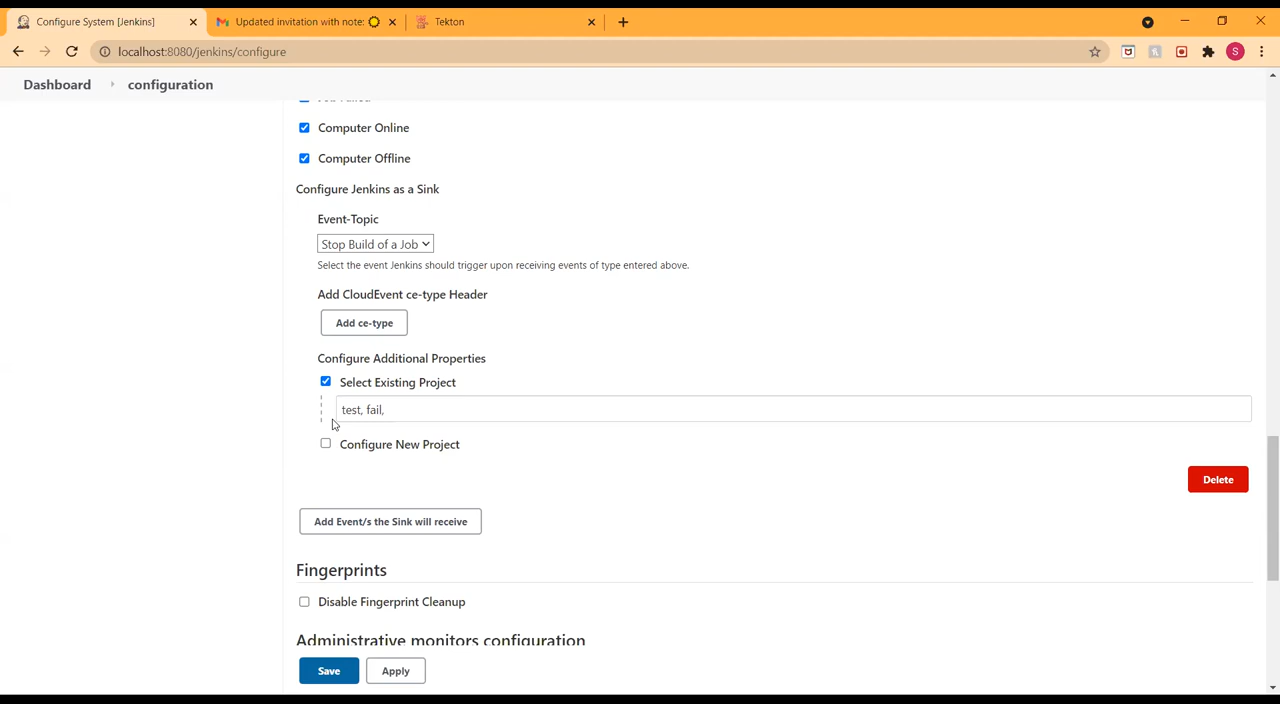 Configure System [Jenkins]
Updated invitation with note:
Tekton
localhost:8080/jenkins/configure
S
Dashboard
configuration
Job Failed
Computer Online
Computer Offline
Configure Jenkins as a Sink
Event-Topic
Stop Build of a Job
Select the event Jenkins should trigger upon receiving events of type entered above.
Add CloudEvent ce-type Header
Add ce-type
Configure Additional Properties
Select Existing Project
test, fail,
Configure New Project
Delete
Add Event/s the Sink will receive
Fingerprints
Disable Fingerprint Cleanup
Administrative monitors configuration
Save
Apply